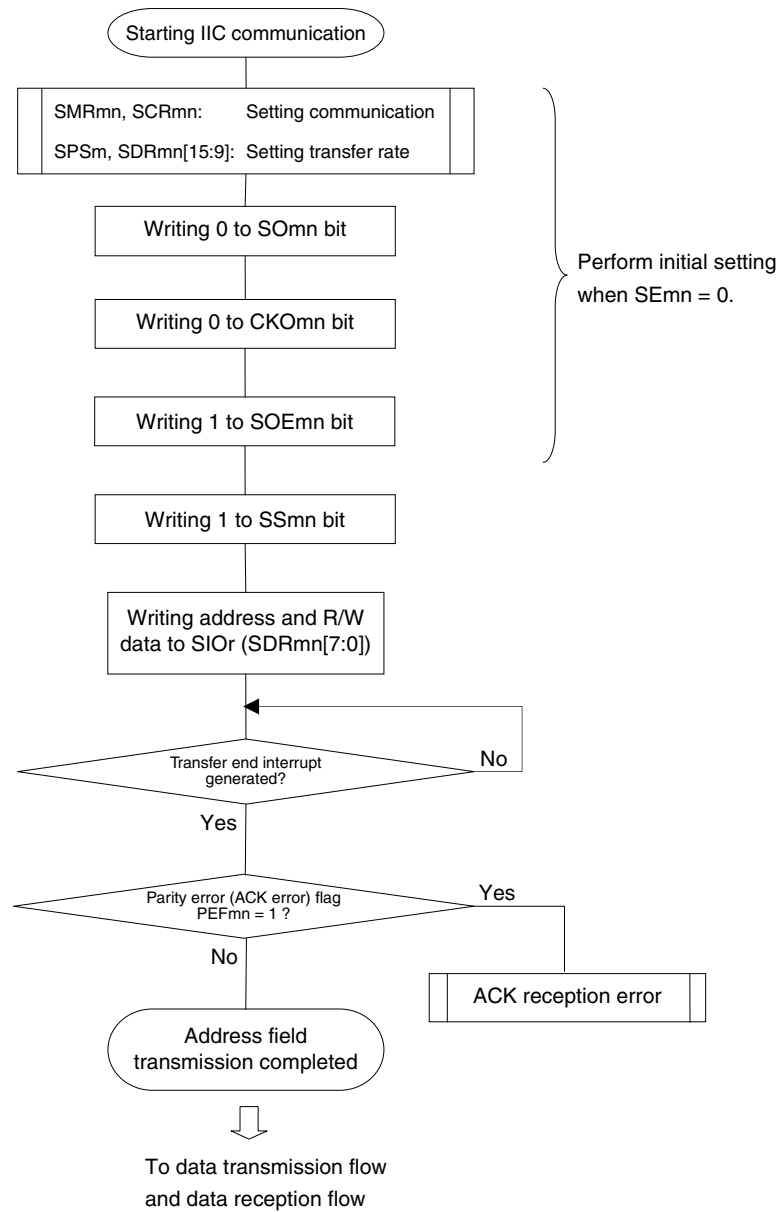 Starting IIC communication
SMRmn, SCRmn: Setting communication
SPSm, SDRmn[15:9]: Setting transfer rate
Writing 0 to SOmn bit
Perform initial setting
when SEmn = 0.
Writing 0 to CKOmn bit
Writing 1 to SOEmn bit
Writing 1 to SSmn bit
Writing address and R/W
data to SIOr (SDRmn[7:0])
Transfer end interrupt
generated?
No
Yes
Parity error (ACK error) flag
PEFmn = 1 ?
Yes
No
ACK reception error
Address field
transmission completed
To data transmission flow
and data reception flow